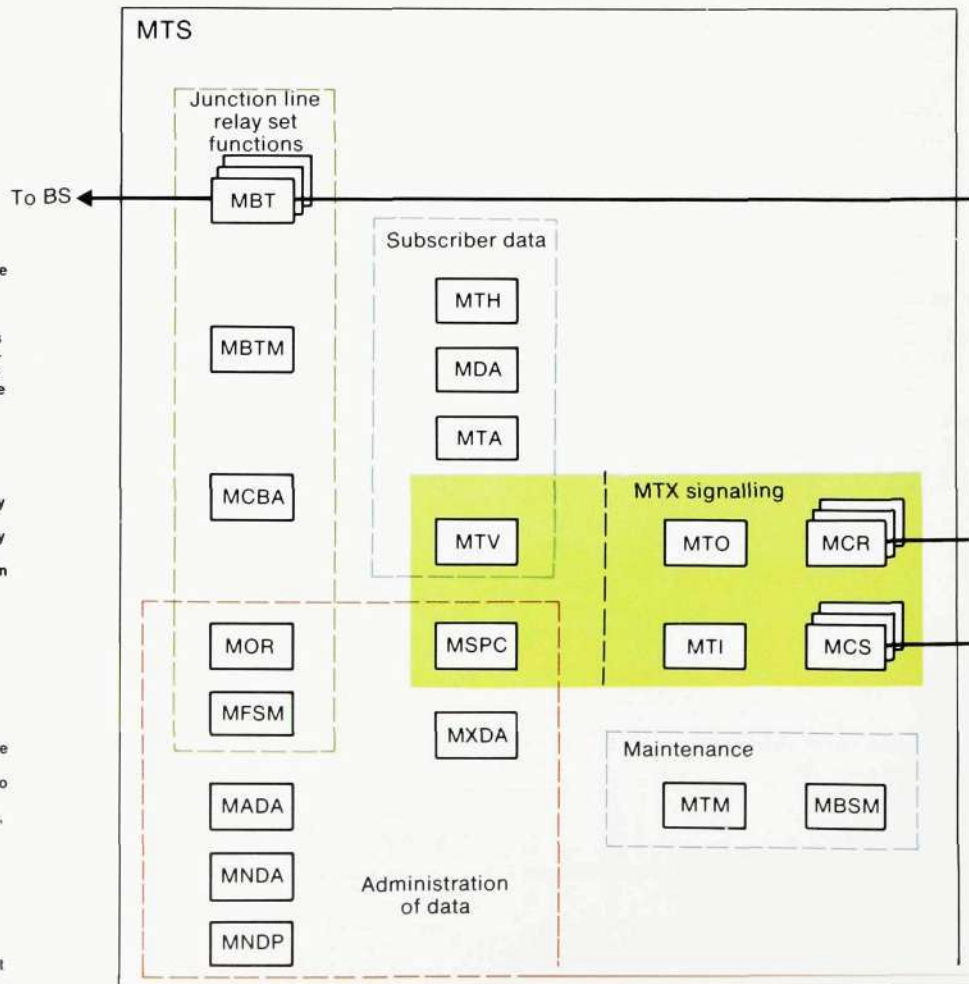 MTS
Junction line
relay set
functions
To BS
MBT
Subscriber data
MTH
MBTM
MDA
MTA
MCBA
MTX signalling
MTV
MTO
MCR
MOR
MSPC
MTI
MCS
MFSM
MXDA
Maintenance
MADA
MTM
MBSM
MNDA
Administration
of data
MNDP